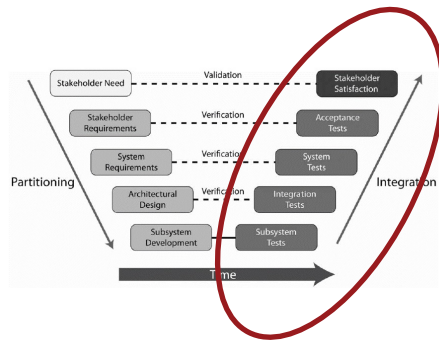 Stakeholder Need
Validation
Stakeholder
Satisfaction
Stakeholder
Requirements
Verification
Acceptance
Tests
System
Requirements
Verification
System
Tests
Partitioning
Architectural
Design
Verification
Integration
Tests
Integration
Subsystem
Development
Subsystem
Tests
Time